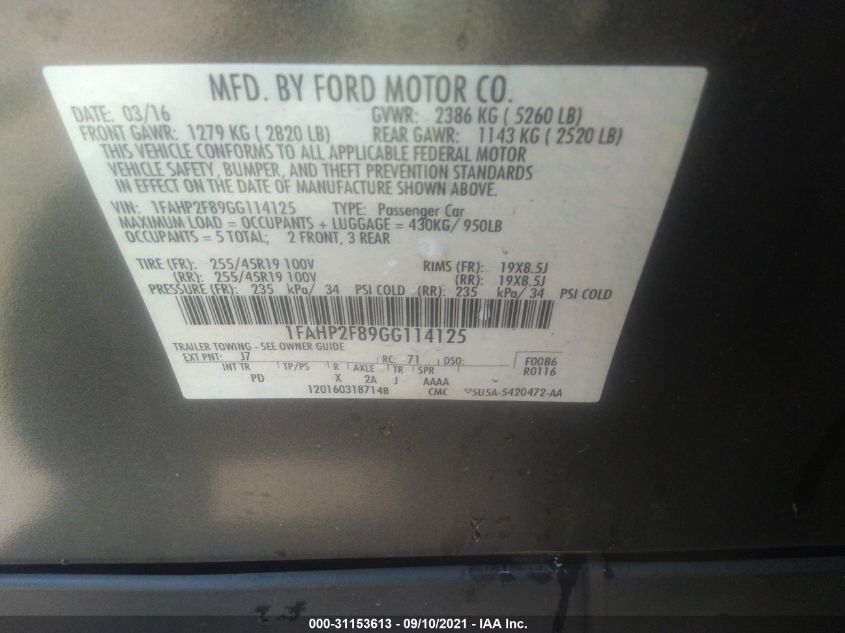 MFD. BY FORD MOTOR CO.
DATE: 03/16 GVWR: 2386 KG ( 5260 LB)
FRONT GAWR: 1279 KG ( 2820 LB) REAR GAWR: 1143 KG ( 2520 LB)
THIS VEHICLE CONFORMS TO ALL APPLICABLE FEDERAL MOTOR
VEHICLE SAFETY, BUMPER, AND THEFT PREVENTION STANDARDS
IN EFFECT ON THE DATE OF MANUFACTURE SHOWN ABOVE.
VIN: 1FAHP2F89GG114125 TYPE: Passenger Car
MAXIMUM LOAD = OCCUPANTS + LUGGAGE = 430KG/ 950LB
OCCUPANTS = 5 TOTAL; 2 FRONT, 3 REAR
TIRE (FR): 255/45R19 100V RIMS (FR): 19X8.5J
(RR): 255/45R19 100V (RR): 19X8.5J
PRESSURE (FR): 235 kPa/ 34 PSI COLD (RR): 235 kPa/ 34 PSI COLD
1FAHP2F89GG114125
TRAILER TOWING - SEE OWNER GUIDE
EXT PNT: J7 RC: 71 DSO: F0086
INT TR TP/PS R AXLE TR SPR R0116
PD X 2A J AAAA
12016031871 4B CMC 5U5A-5420472-AA
000-31153613 - 09/10/2021 - IAA Inc.